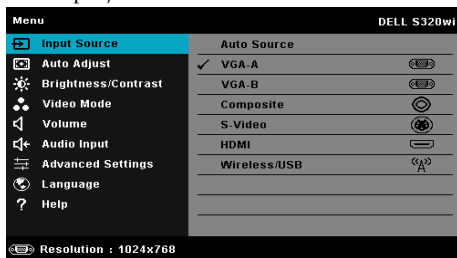 Menu DELL S320wi
Input Source Auto Source
Auto Adjust VGA-A
Brightness/Contrast VGA-B
Video Mode Composite
Volume S-Video
Audio Input HDMI
Advanced Settings Wireless/USB
Language
? Help
Resolution : 1024x768